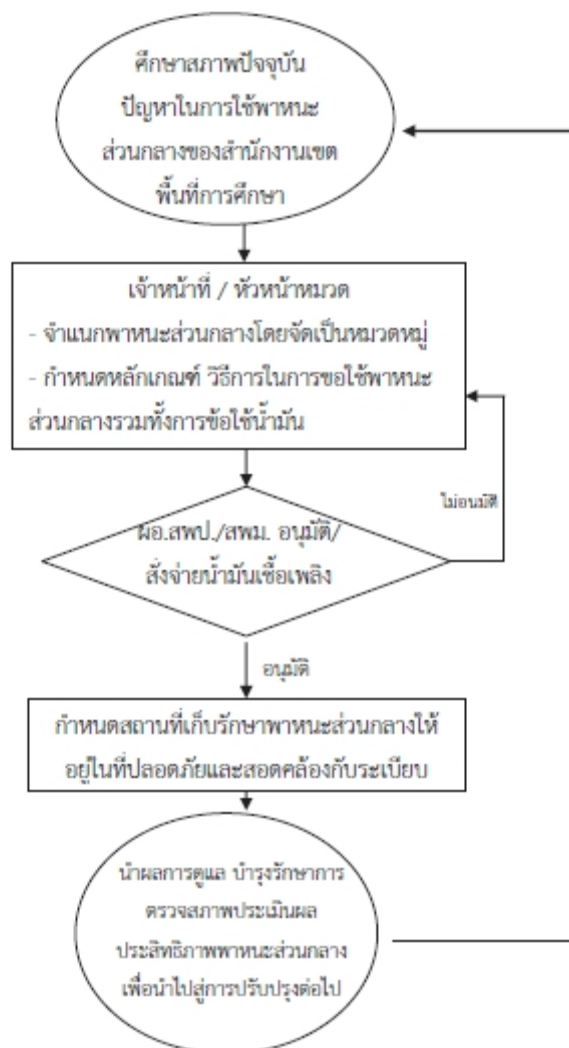 ศึกษาสภาพปัจจุบัน
ปัญหาในการใช้พาหนะ
ส่วนกลางของสำนักงานเขต
พื้นที่การศึกษา
เจ้าหน้าที่ / หัวหน้าหมวด
- จำแนกพาหนะส่วนกลางโดยจัดเป็นหมวดหมู่
- กำหนดหลักเกณฑ์ วิธีการในการขอใช้พาหนะ
ส่วนกลางรวมทั้งการข้อใช้น้ำมัน
ไม่อนุมัติ
ผอ.สพป./สพม. อนุมัติ/
สั่งจ่ายน้ำมันเชื้อเพลิง
อนุมัติ
กำหนดสถานที่เก็บรักษาพาหนะส่วนกลางให้
อยู่ในที่ปลอดภัยและสอดคล้องกับระเบียบ
นำผลการดูแล บำรุงรักษาการ
ตรวจสภาพประเมินผล
ประสิทธิภาพพาหนะส่วนกลาง
เพื่อนำไปสู่การปรับปรุงต่อไป